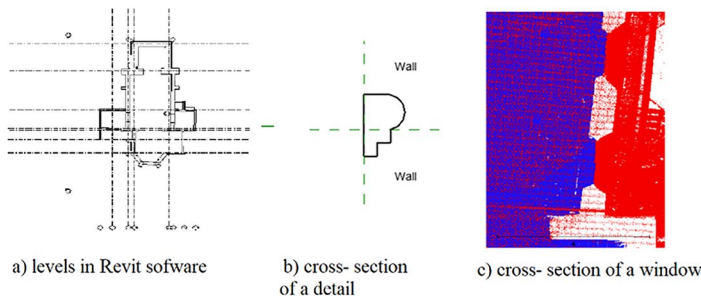 Wall
Wall
a) levels in Revit sofware
b) cross- section
of a detail
c) cross- section of a window